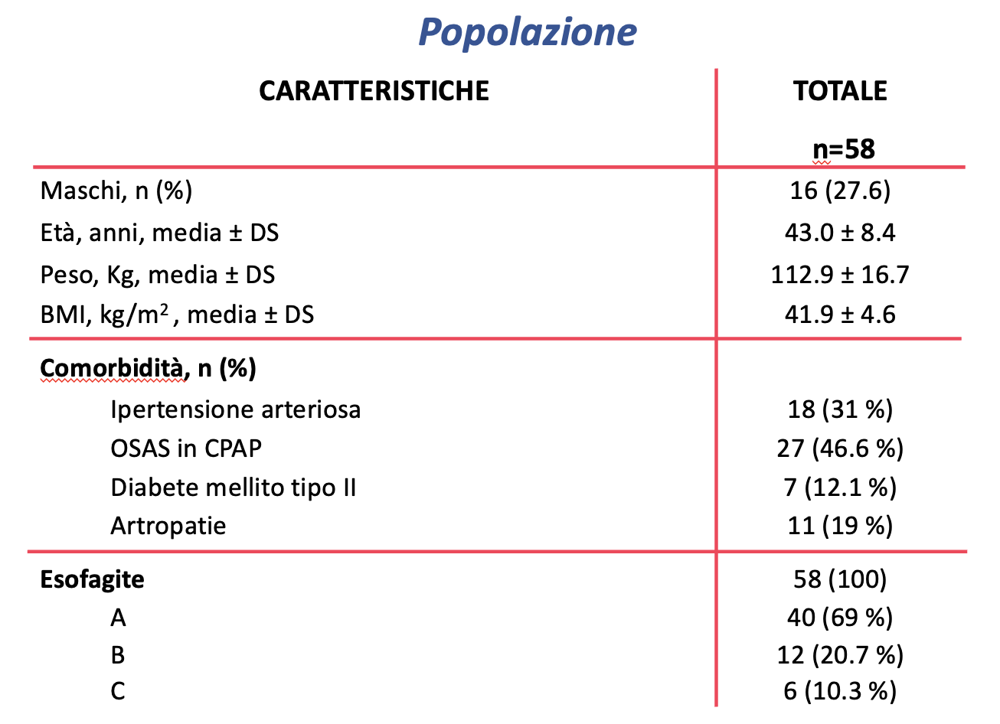 Popolazione
CARATTERISTICHE TOTALE
n=58
Maschi, n (%) 16 (27.6)
Età, anni, media ± DS 43.0 ± 8.4
Peso, Kg, media ± DS 112.9 ± 16.7
BMI, kg/m² , media ± DS 41.9 ± 4.6
Comorbidità, n (%)
Ipertensione arteriosa 18 (31 %)
OSAS in CPAP 27 (46.6 %)
Diabete mellito tipo II 7 (12.1 %)
Artropatie 11 (19 %)
Esofagite 58 (100)
A 40 (69 %)
B 12 (20.7 %)
C 6 (10.3 %)